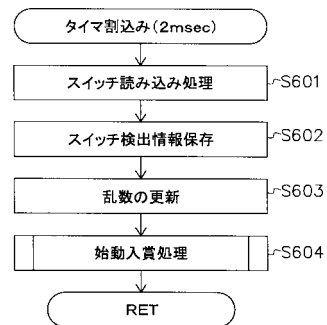 タイマ割込み(2msec)
スイッチ読み込み処理 S601
スイッチ検出情報保存 S602
乱数の更新 S603
始動入賞処理 S604
RET